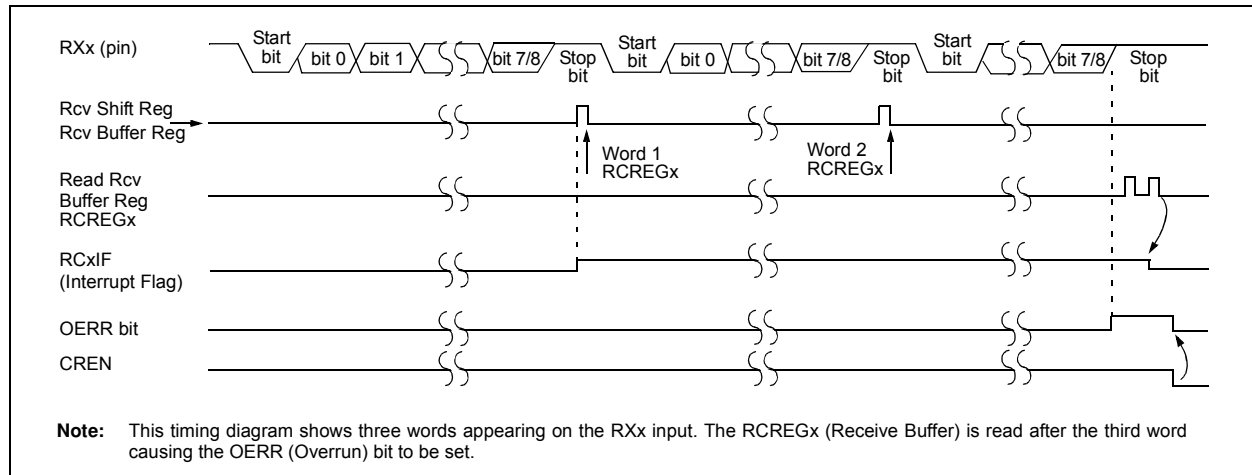 RXx (pin)
Start bit
bit 0
bit 1
bit 7/8
Stop bit
Start bit
bit 0
bit 7/8
Stop bit
Start bit
bit 7/8
Stop bit
Rcv Shift Reg
Rcv Buffer Reg
Word 1
RCREGx
Word 2
RCREGx
Read Rcv
Buffer Reg
RCREGx
RCxIF
(Interrupt Flag)
OERR bit
CREN
Note: This timing diagram shows three words appearing on the RXx input. The RCREGx (Receive Buffer) is read after the third word
causing the OERR (Overrun) bit to be set.